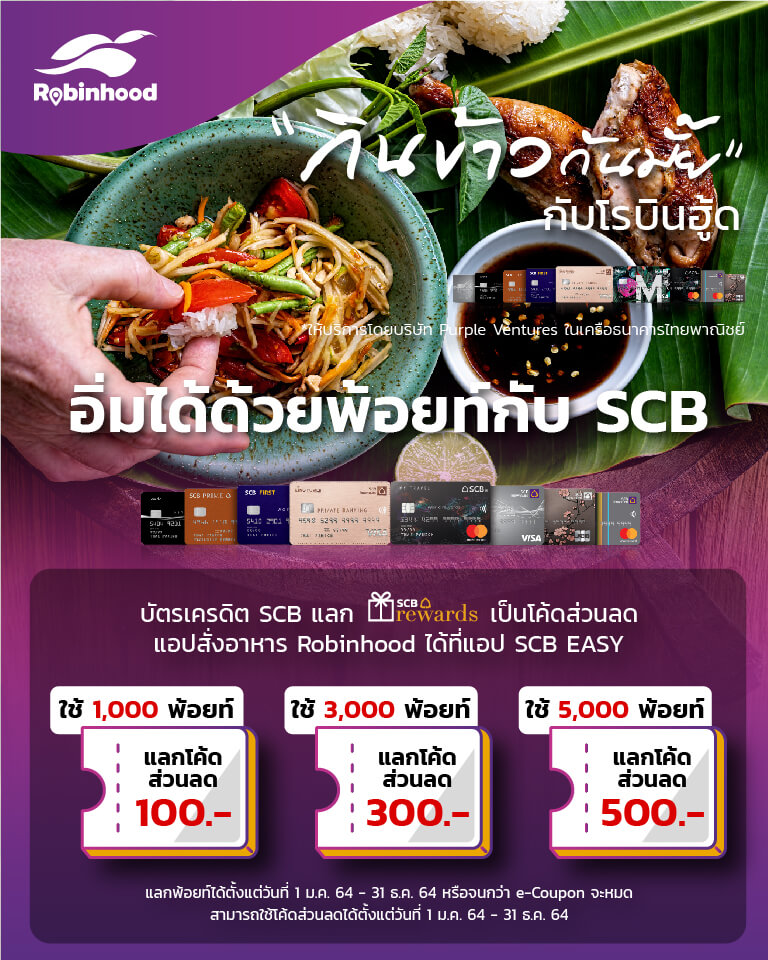 Robinhood
"กินข้าวกันมั้ย"
กับโรบินฮู้ด
*ให้บริการโดยบริษัท Purple Ventures ในเครือธนาคารไทยพาณิชย์
อิ่มได้ด้วยพ้อยท์กับ SCB
SCB PRIME
SCB FIRST
PRIVATE BANKING
SCB
VISA
บัตรเครดิต SCB แลก SCB rewards เป็นโค้ดส่วนลด
แอปสั่งอาหาร Robinhood ได้ที่แอป SCB EASY
ใช้ 1,000 พ้อยท์
แลกโค้ด
ส่วนลด
100.-
ใช้ 3,000 พ้อยท์
แลกโค้ด
ส่วนลด
300.-
ใช้ 5,000 พ้อยท์
แลกโค้ด
ส่วนลด
500.-
แลกพ้อยท์ได้ตั้งแต่วันที่ 1 ม.ค. 64 - 31 ธ.ค. 64 หรือจนกว่า e-Coupon จะหมด
สามารถใช้โค้ดส่วนลดได้ตั้งแต่วันที่ 1 ม.ค. 64 - 31 ธ.ค. 64